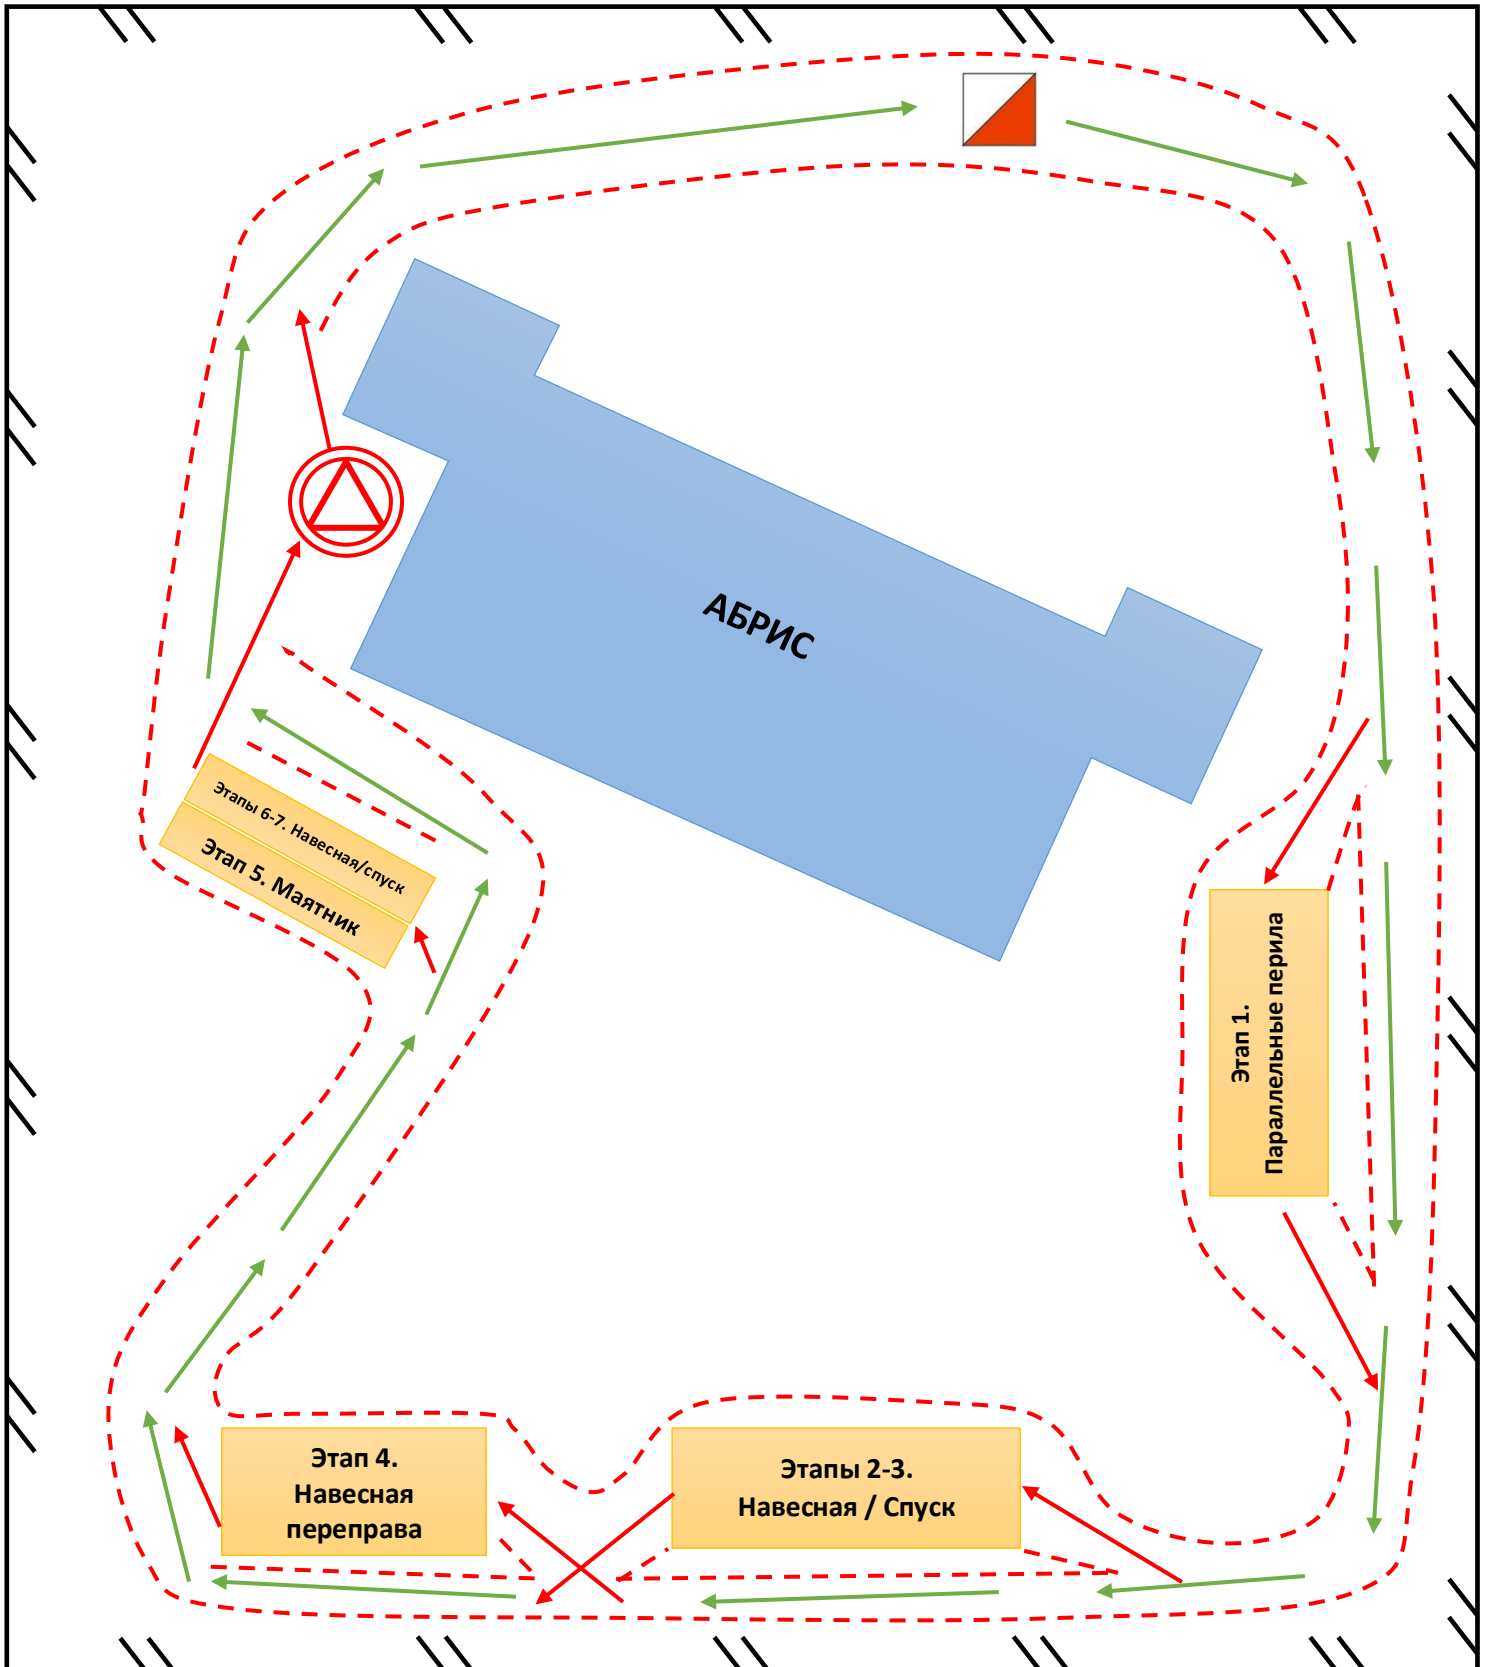 АБРИС
Этапы 6-7. Навесная/спуск
Этап 5. Маятник
Этап 1.
Параллельные перила
Этап 4.
Навесная
переправа
Этапы 2-3.
Навесная / Спуск